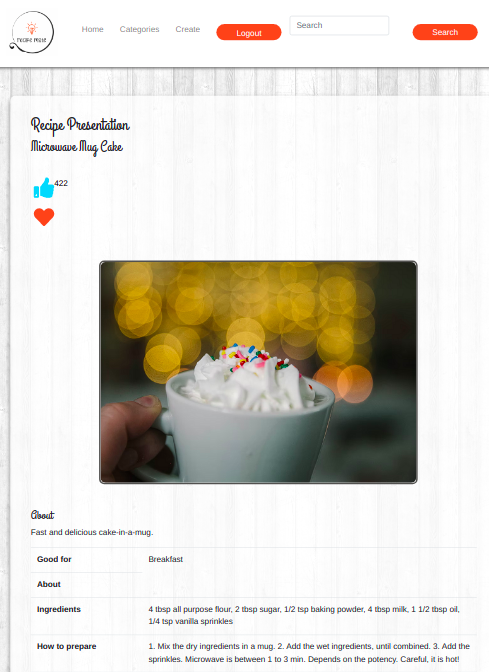 recipe muse
Home
Categories
Create
Logout
Search
Search
Recipe Presentation
Microwave Mug Cake
422
About
Fast and delicious cake-in-a-mug.
Good for Breakfast
About
Ingredients 4 tbsp all purpose flour, 2 tbsp sugar, 1/2 tsp baking powder, 4 tbsp milk, 1 1/2 tbsp oil,
1/4 tsp vanilla sprinkles
How to prepare 1. Mix the dry ingredients in a mug. 2. Add the wet ingredients, until combined. 3. Add the
sprinkles. Microwave is between 1 to 3 min. Depends on the potency. Careful, it is hot!